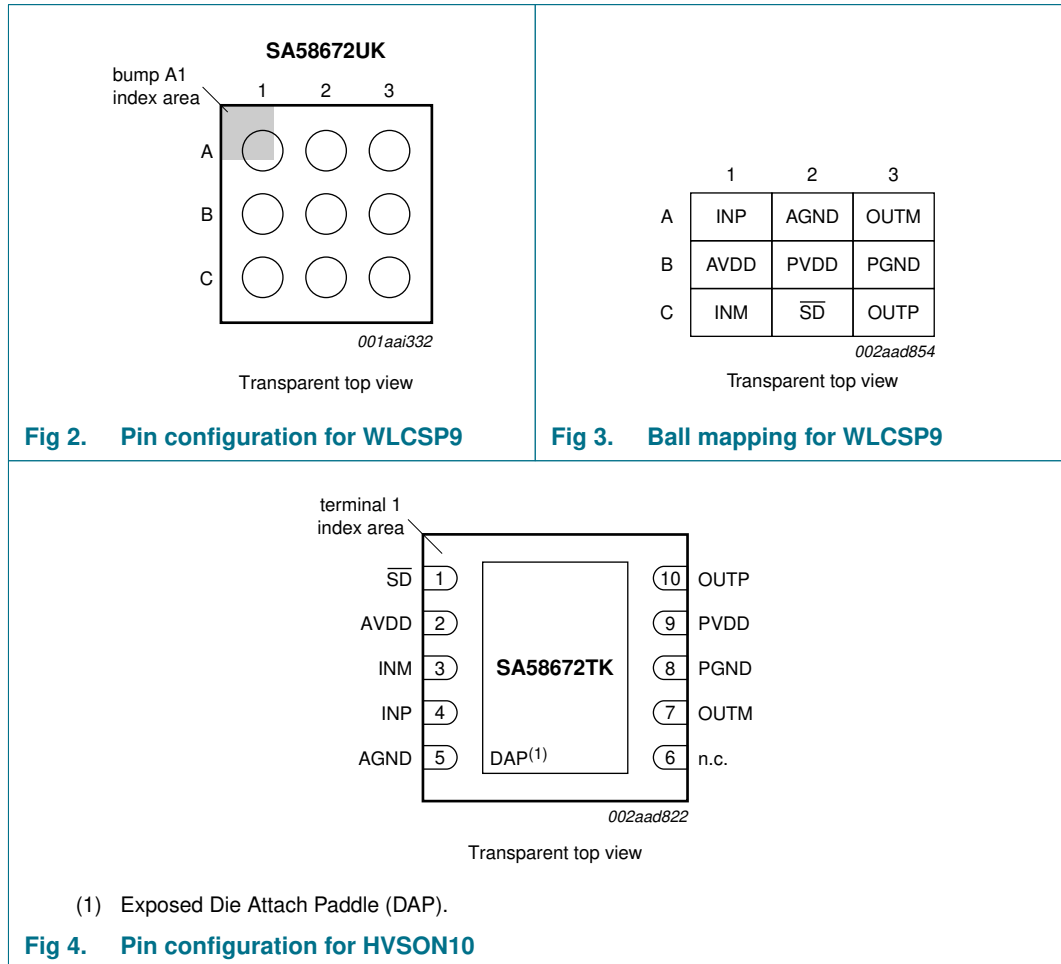 SA58672UK
bump A1
index area
1 2 3
A
B
C
001aai332
Transparent top view
Fig 2. Pin configuration for WLCSP9
1 2 3
A INP AGND OUTM
B AVDD PVDD PGND
C INM SD OUTP
002aad854
Transparent top view
Fig 3. Ball mapping for WLCSP9
terminal 1
index area
SD 1 10 OUTP
AVDD 2 9 PVDD
INM 3 SA58672TK 8 PGND
INP 4 7 OUTM
AGND 5 DAP(1) 6 n.c.
002aad822
Transparent top view
(1) Exposed Die Attach Paddle (DAP).
Fig 4. Pin configuration for HVSON10